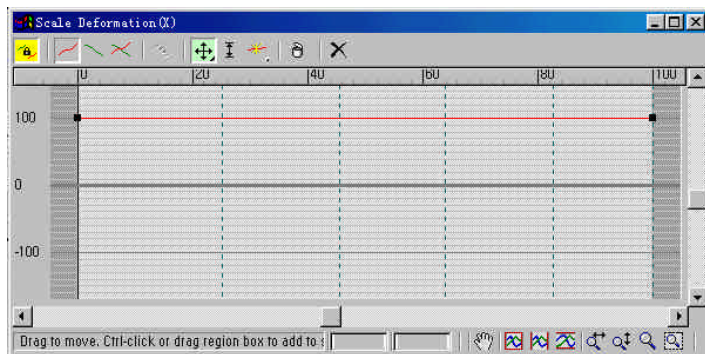 Scale Deformation(X)
0 20 40 60 80 100
100
0
-100
Drag to move. Ctrl-click or drag region box to add to s